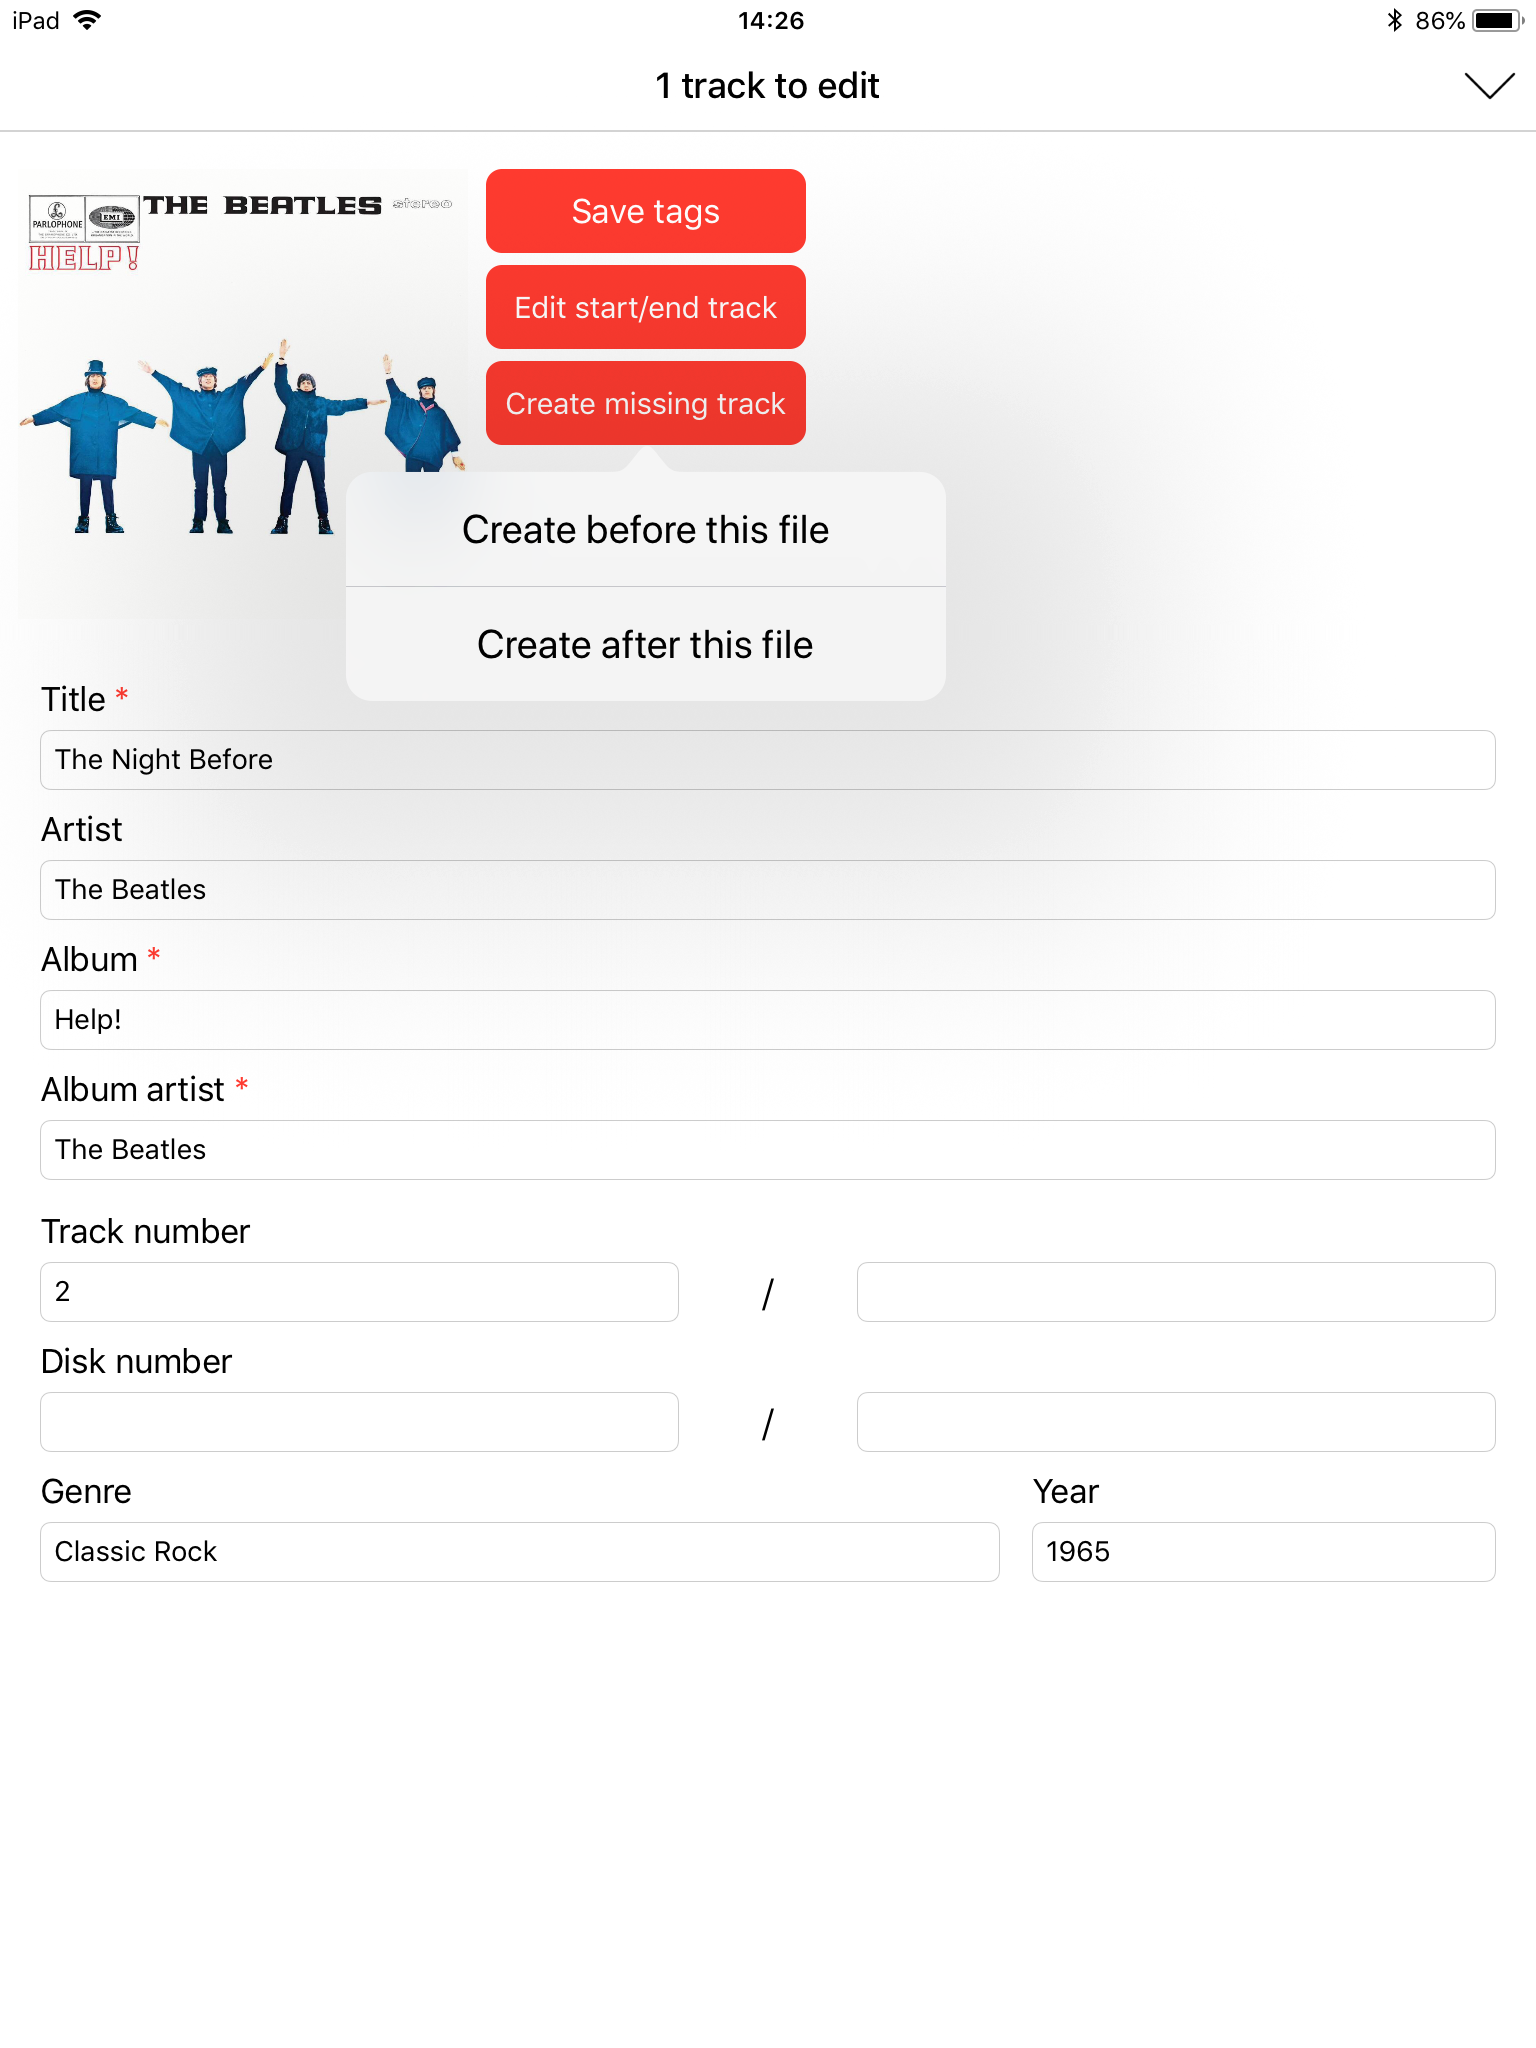 iPad 14:26 86%
1 track to edit
THE BEATLES stereo
PARLOPHONE EMI
HELP!
Save tags
Edit start/end track
Create missing track
Create before this file
Create after this file
Title *
The Night Before
Artist
The Beatles
Album *
Help!
Album artist *
The Beatles
Track number
2 /
Disk number
/
Genre Year
Classic Rock 1965